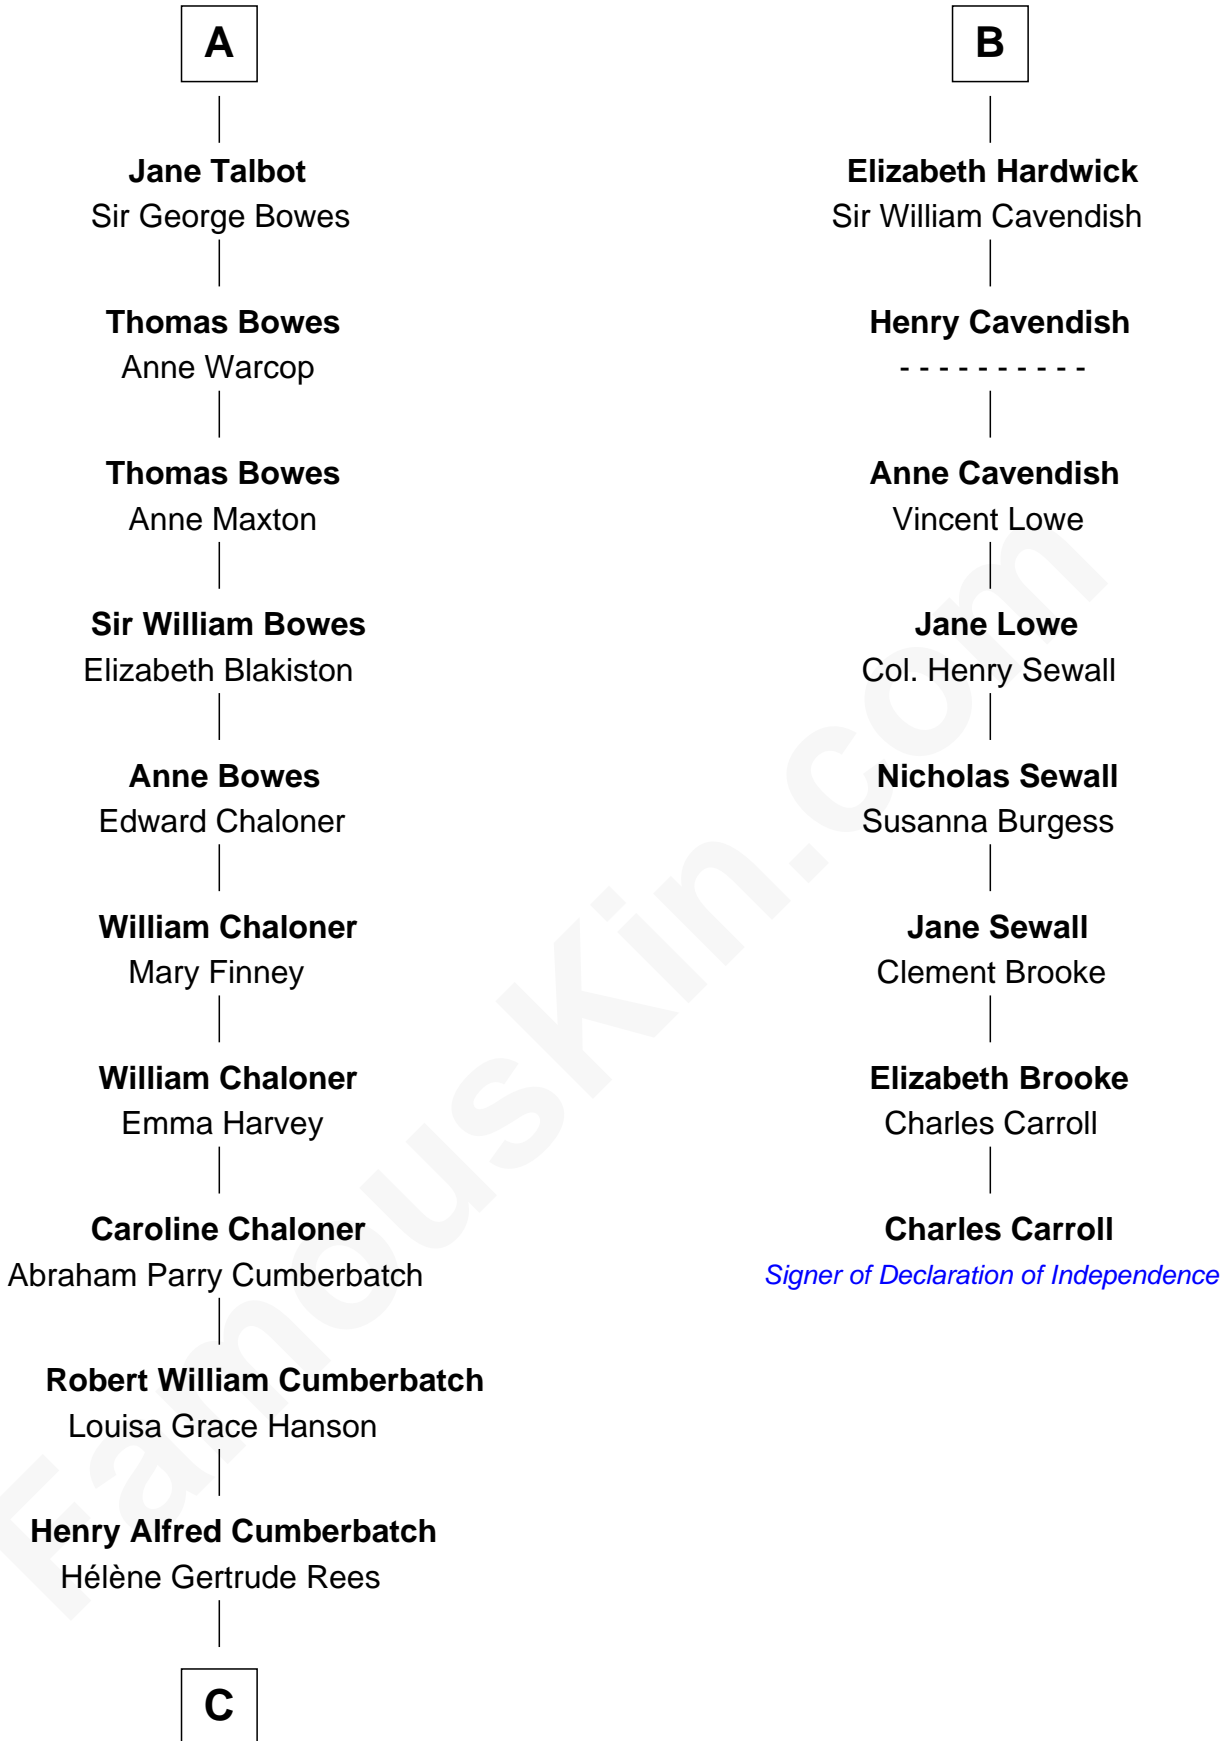 A
Jane Talbot
Sir George Bowes
Thomas Bowes
Anne Warcop
Thomas Bowes
Anne Maxton
Sir William Bowes
Elizabeth Blakiston
Anne Bowes
Edward Chaloner
William Chaloner
Mary Finney
William Chaloner
Emma Harvey
Caroline Chaloner
Abraham Parry Cumberbatch
Robert William Cumberbatch
Louisa Grace Hanson
Henry Alfred Cumberbatch
Hélène Gertrude Rees
C
B
Elizabeth Hardwick
Sir William Cavendish
Henry Cavendish
- - - - - - - - - -
Anne Cavendish
Vincent Lowe
Jane Lowe
Col. Henry Sewall
Nicholas Sewall
Susanna Burgess
Jane Sewall
Clement Brooke
Elizabeth Brooke
Charles Carroll
Charles Carroll
Signer of Declaration of Independence
FamousKin.com